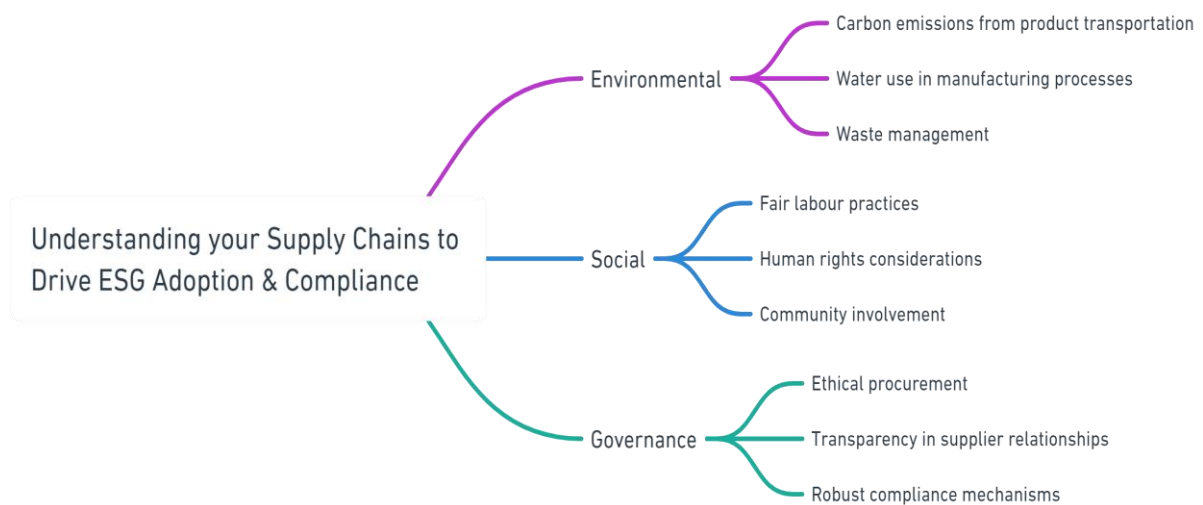 Understanding your Supply Chains to
Drive ESG Adoption & Compliance
Environmental
Carbon emissions from product transportation
Water use in manufacturing processes
Waste management
Social
Fair labour practices
Human rights considerations
Community involvement
Governance
Ethical procurement
Transparency in supplier relationships
Robust compliance mechanisms